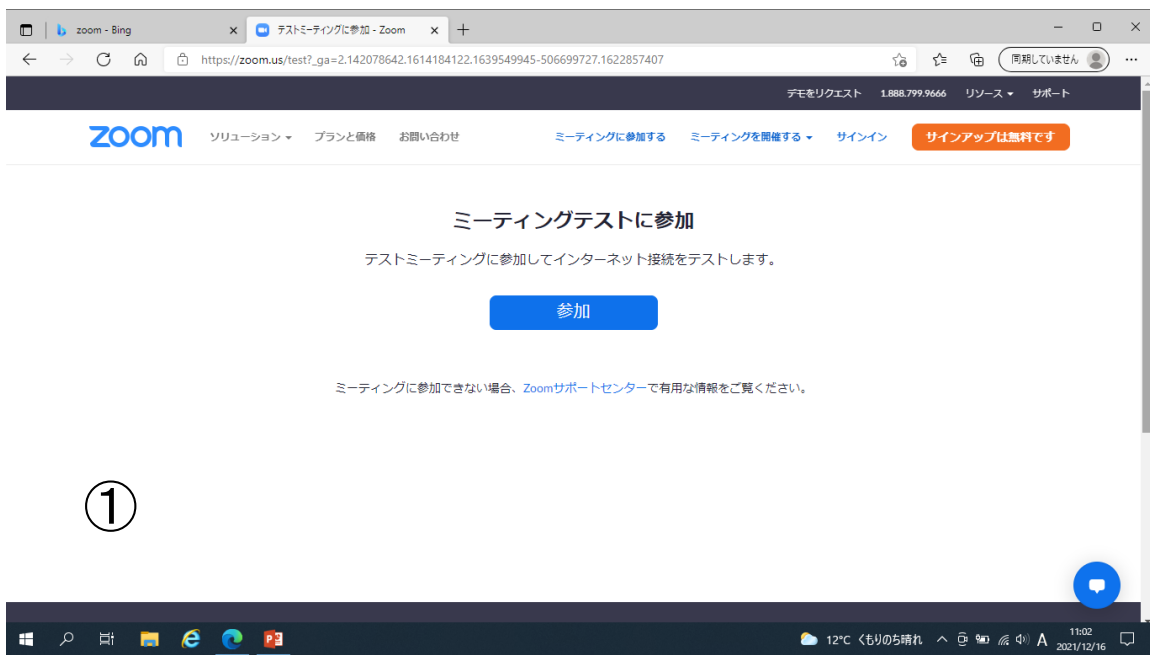 zoom - Bing
テストミーティングに参加 - Zoom
https://zoom.us/test?_ga=2.142078642.1614184122.1639549945-506699727.1622857407
同期していません
デモをリクエスト 1.888.799.9666 リソース サポート
zoom ソリューション プランと価格 お問い合わせ ミーティングに参加する ミーティングを開催する サインイン サインアップは無料です
ミーティングテストに参加
テストミーティングに参加してインターネット接続をテストします。
参加
ミーティングに参加できない場合、Zoomサポートセンターで有用な情報をご覧ください。
①
12°C くもりのち晴れ A 11:02
2021/12/16